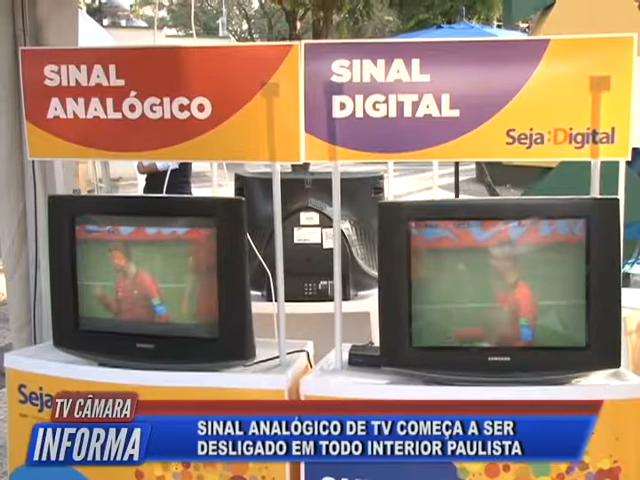 SINAL
ANALÓGICO
SINAL
DIGITAL
Seja:Digital
SAMSUNG
SAMSUNG
Seja
TV CÂMARA
INFORMA
SINAL ANALÓGICO DE TV COMEÇA A SER
DESLIGADO EM TODO INTERIOR PAULISTA